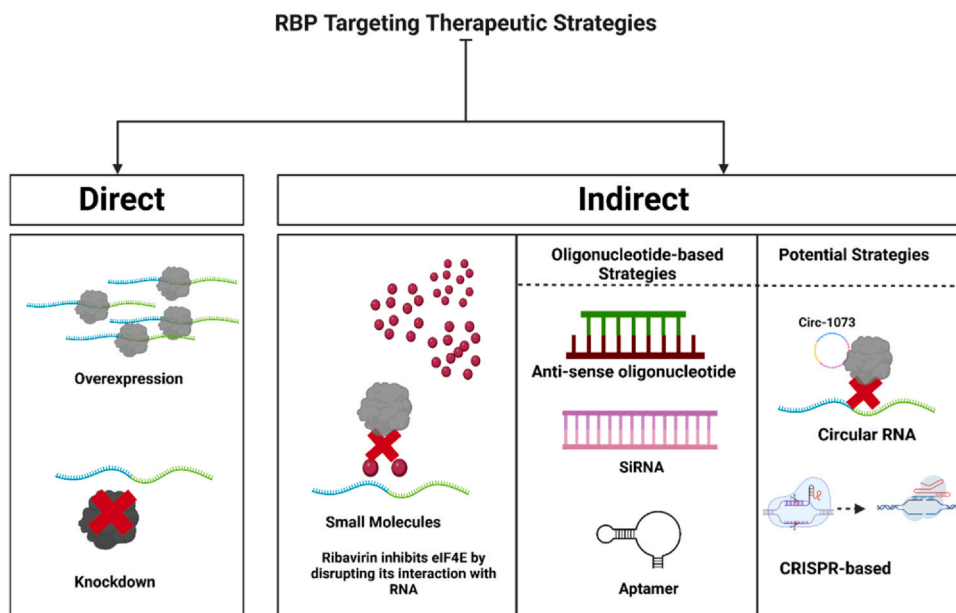 RBP Targeting Therapeutic Strategies
Direct
Indirect
Overexpression
Knockdown
Small Molecules
Ribavirin inhibits eIF4E by
disrupting its interaction with
RNA
Oligonucleotide-based
Strategies
Anti-sense oligonucleotide
SiRNA
Aptamer
Potential Strategies
Circ-1073
Circular RNA
CRISPR-based